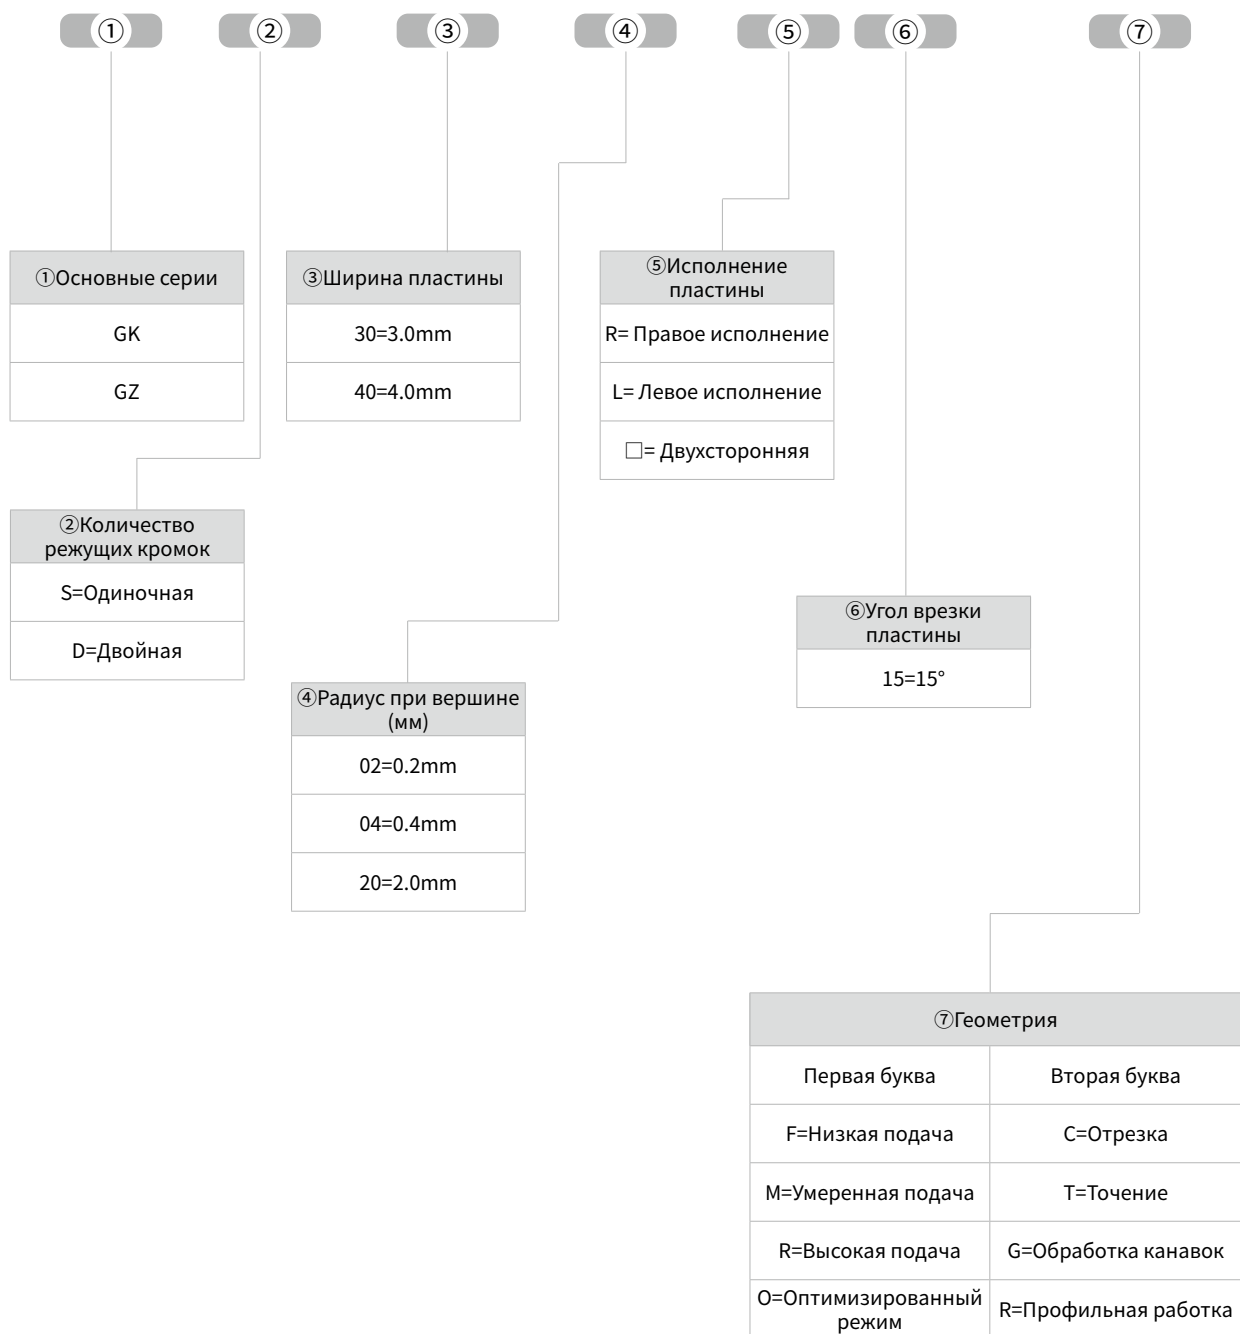 ① ② ③ ④ ⑤ ⑥ ⑦
①Основные серии
GK
GZ
②Количество
режущих кромок
S=Одиночная
D=Двойная
③Ширина пластины
30=3.0mm
40=4.0mm
④Радиус при вершине
(мм)
02=0.2mm
04=0.4mm
20=2.0mm
⑤Исполнение
пластины
R= Правое исполнение
L= Левое исполнение
□= Двухсторонняя
⑥Угол врезки
пластины
15=15°
⑦Геометрия
Первая буква Вторая буква
F=Низкая подача C=Отрезка
M=Умеренная подача T=Точение
R=Высокая подача G=Обработка канавок
O=Оптимизированный
режим
R=Профильная работка